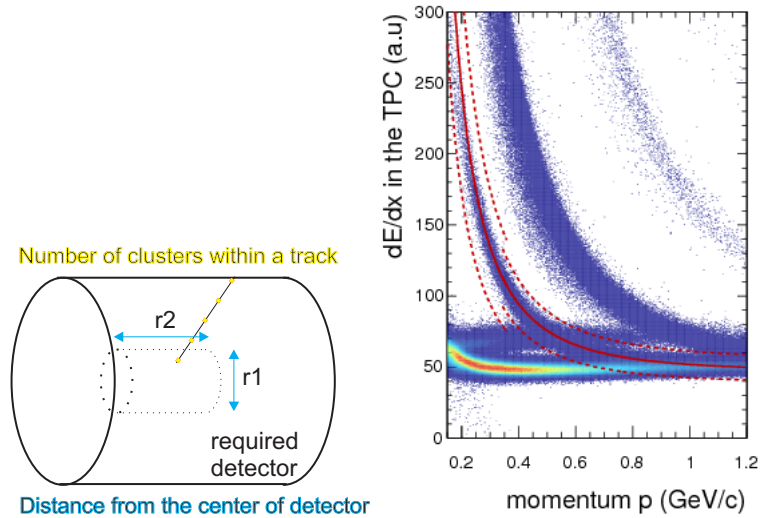 Number of clusters within a track
r2
r1
required
detector
Distance from the center of detector
dE/dx in the TPC (a.u)
300
250
200
150
100
50
0
0.2 0.4 0.6 0.8 1 1.2
momentum p (GeV/c)